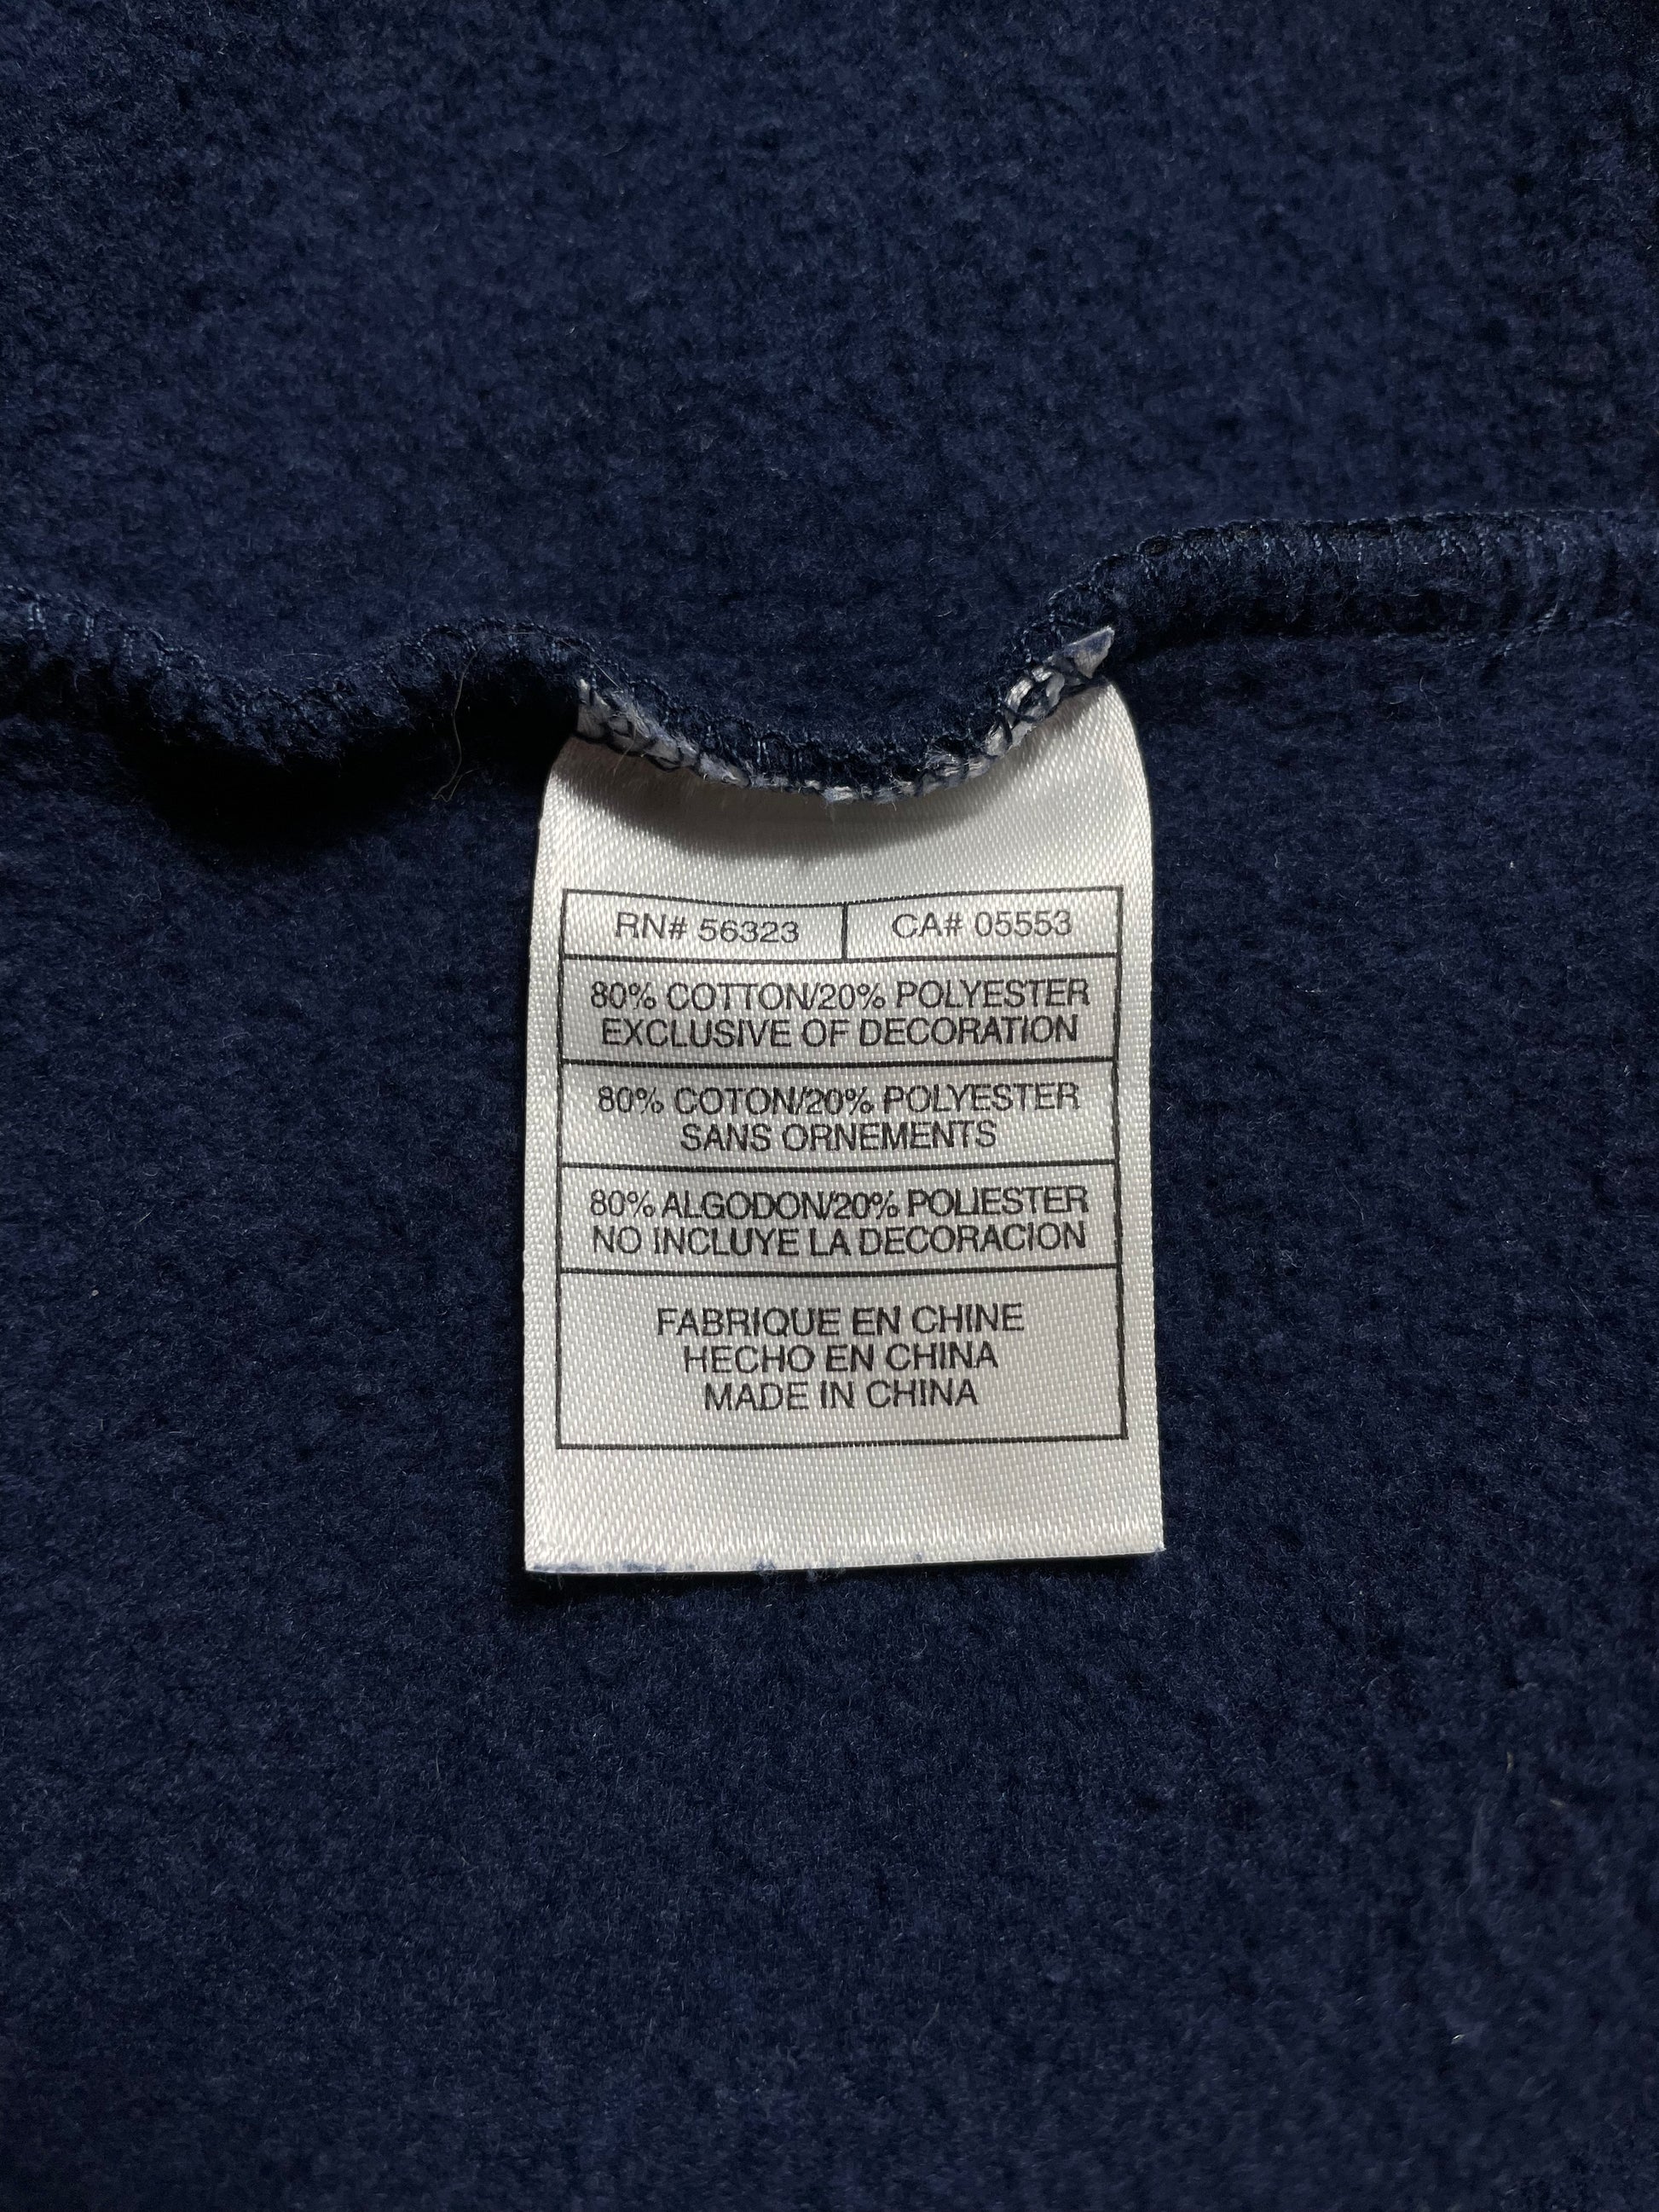 RN# 56323 CA# 05553
80% COTTON/20% POLYESTER
EXCLUSIVE OF DECORATION
80% COTON/20% POLYESTER
SANS ORNEMENTS
80% ALGODON/20% POLIESTER
NO INCLUYE LA DECORACION
FABRIQUE EN CHINE
HECHO EN CHINA
MADE IN CHINA